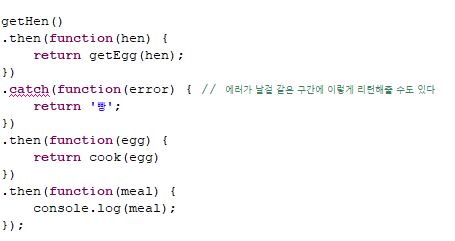 getHen()
.then(function(hen) {
    return getEgg(hen);
})
.catch(function(error) { // 에러가 날걸 같은 구간에 이렇게 리턴해줄 수도 있다
    return '빵';
})
.then(function(egg) {
    return cook(egg)
})
.then(function(meal) {
    console.log(meal);
});